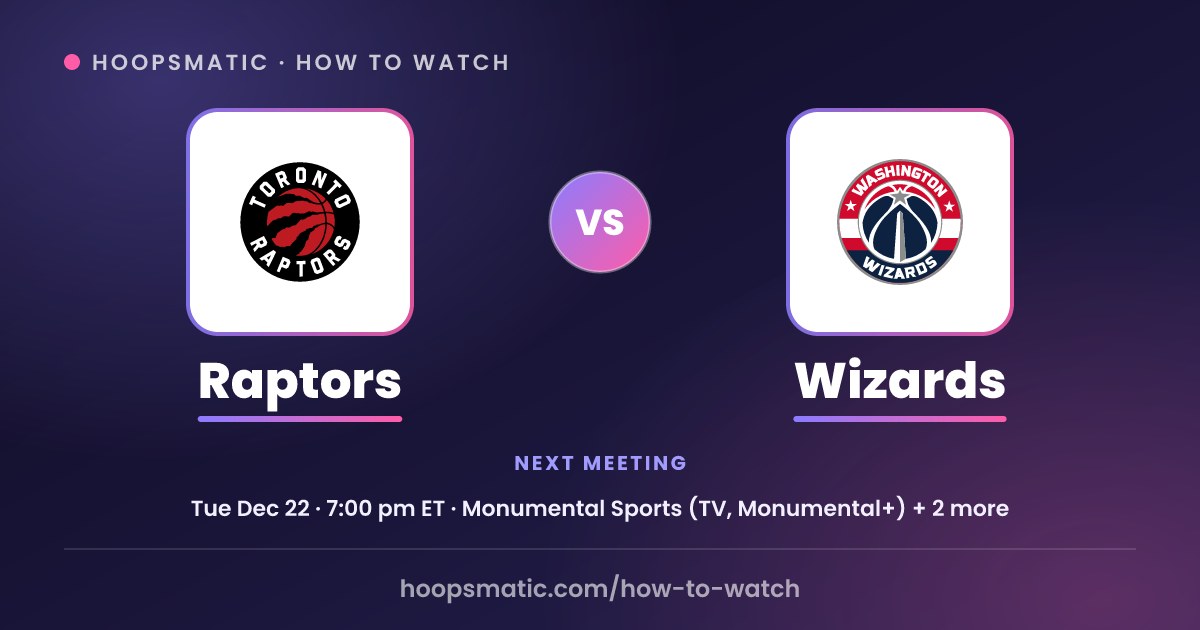 HOOPSMATIC · HOW TO WATCH
TORONTO
RAPTORS
VS
WASHINGTON
WIZARDS
Raptors
Wizards
NEXT MEETING
Tue Dec 22 · 7:00 pm ET · Monumental Sports (TV, Monumental+) + 2 more
hoopsmatic.com/how-to-watch